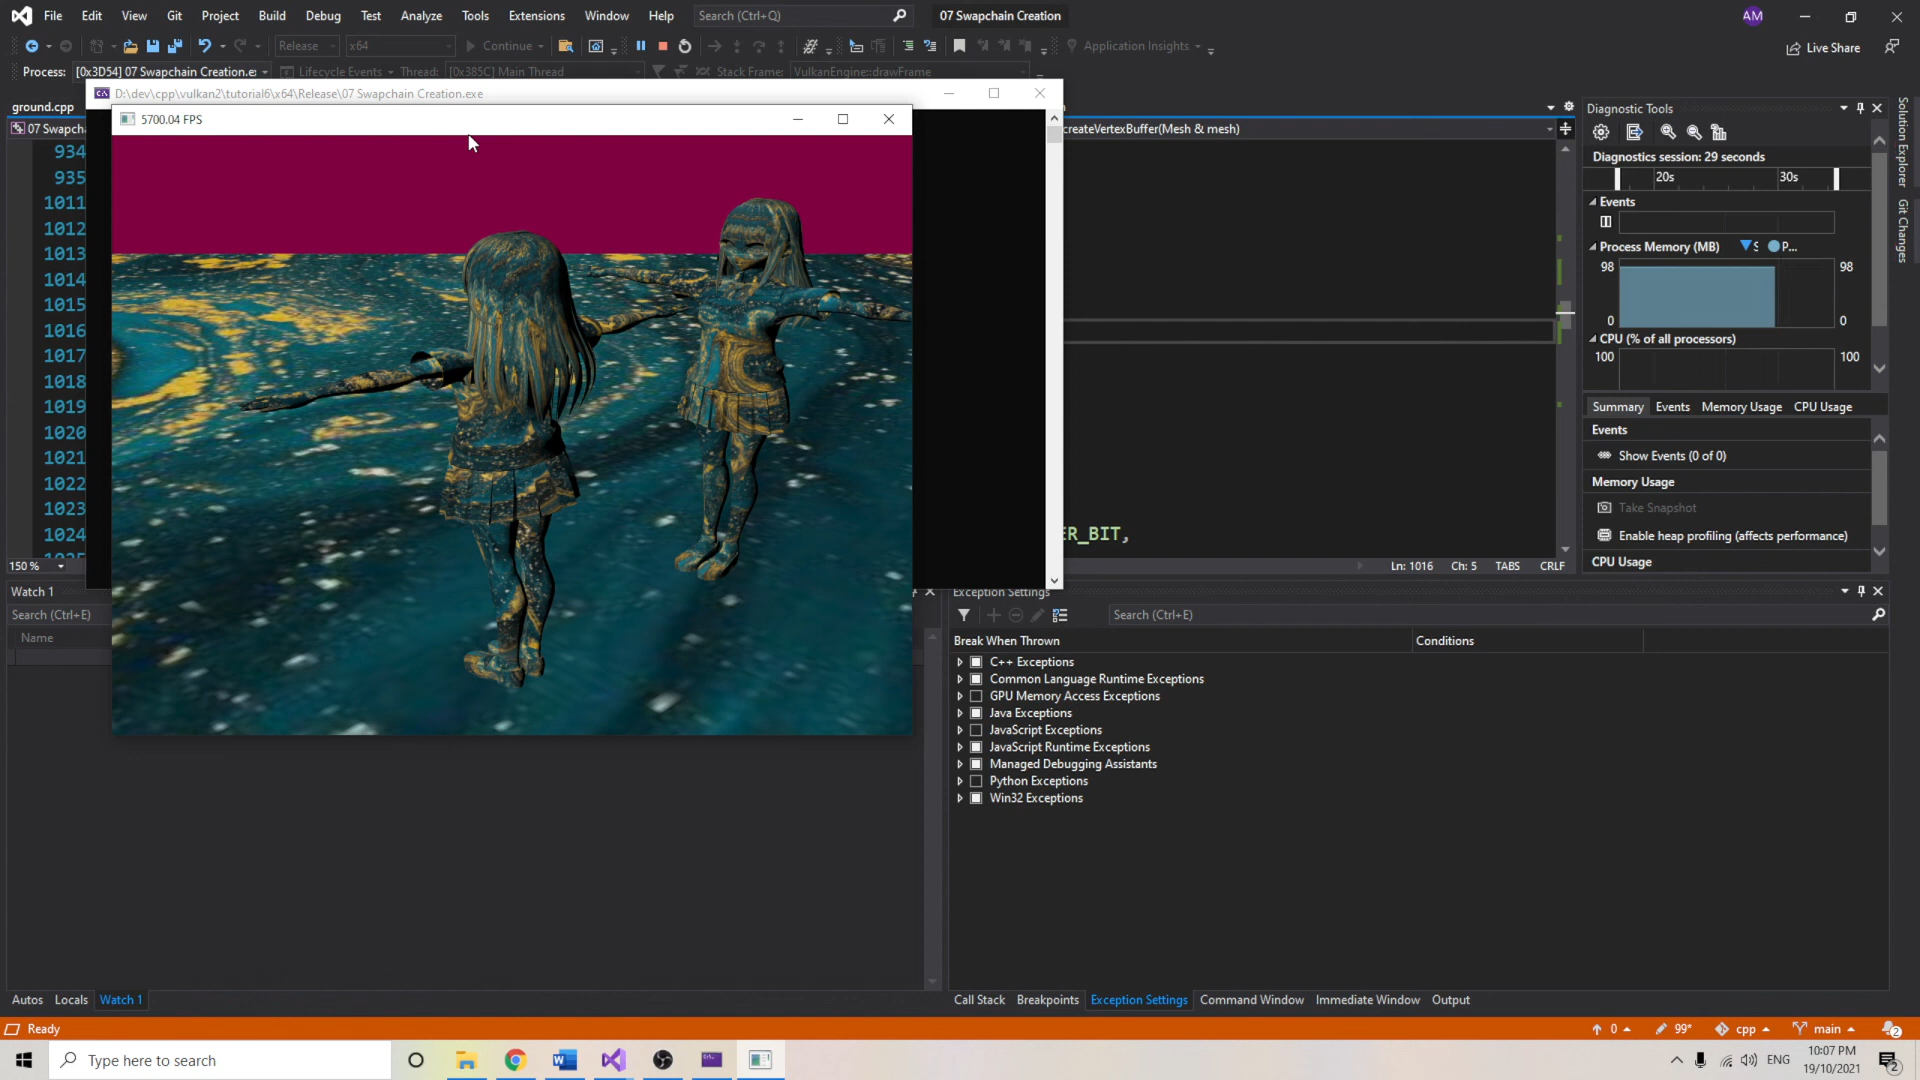 File Edit View Git Project Build Debug Test Analyze Tools Extensions Window Help Search (Ctrl+Q) 07 Swapchain Creation AM
Release x64 Continue Application Insights Live Share
Process: [0x3D54] 07 Swapchain Creation.e Lifecycle Events Thread: [0x385C] Main Thread Stack Frame: VulkanEngine::drawFrame
D:\dev\cpp\vulkan2\tutorial6\x64\Release\07 Swapchain Creation.exe
ground.cpp
5700.04 FPS
07 Swapch
createVertexBuffer(Mesh & mesh)
934
935
1011
1012
1013
1014
1015
1016
1017
1018
1019
1020
1021
1022
1023
1024
ER_BIT,
150 %
Ln: 1016 Ch: 5 TABS CRLF
Diagnostic Tools
Diagnostics session: 29 seconds
20s 30s
Events
Process Memory (MB) S P...
98 98
0 0
CPU (% of all processors)
100 100
Summary Events Memory Usage CPU Usage
Events
Show Events (0 of 0)
Memory Usage
Take Snapshot
Enable heap profiling (affects performance)
CPU Usage
Solution Explorer
Git Changes
Watch 1
Search (Ctrl+E)
Name
Exception Settings
Search (Ctrl+E)
Break When Thrown Conditions
C++ Exceptions
Common Language Runtime Exceptions
GPU Memory Access Exceptions
Java Exceptions
JavaScript Exceptions
JavaScript Runtime Exceptions
Managed Debugging Assistants
Python Exceptions
Win32 Exceptions
Autos Locals Watch 1
Call Stack Breakpoints Exception Settings Command Window Immediate Window Output
Ready
0 99* cpp main 2
Type here to search
ENG
10:07 PM
19/10/2021
2